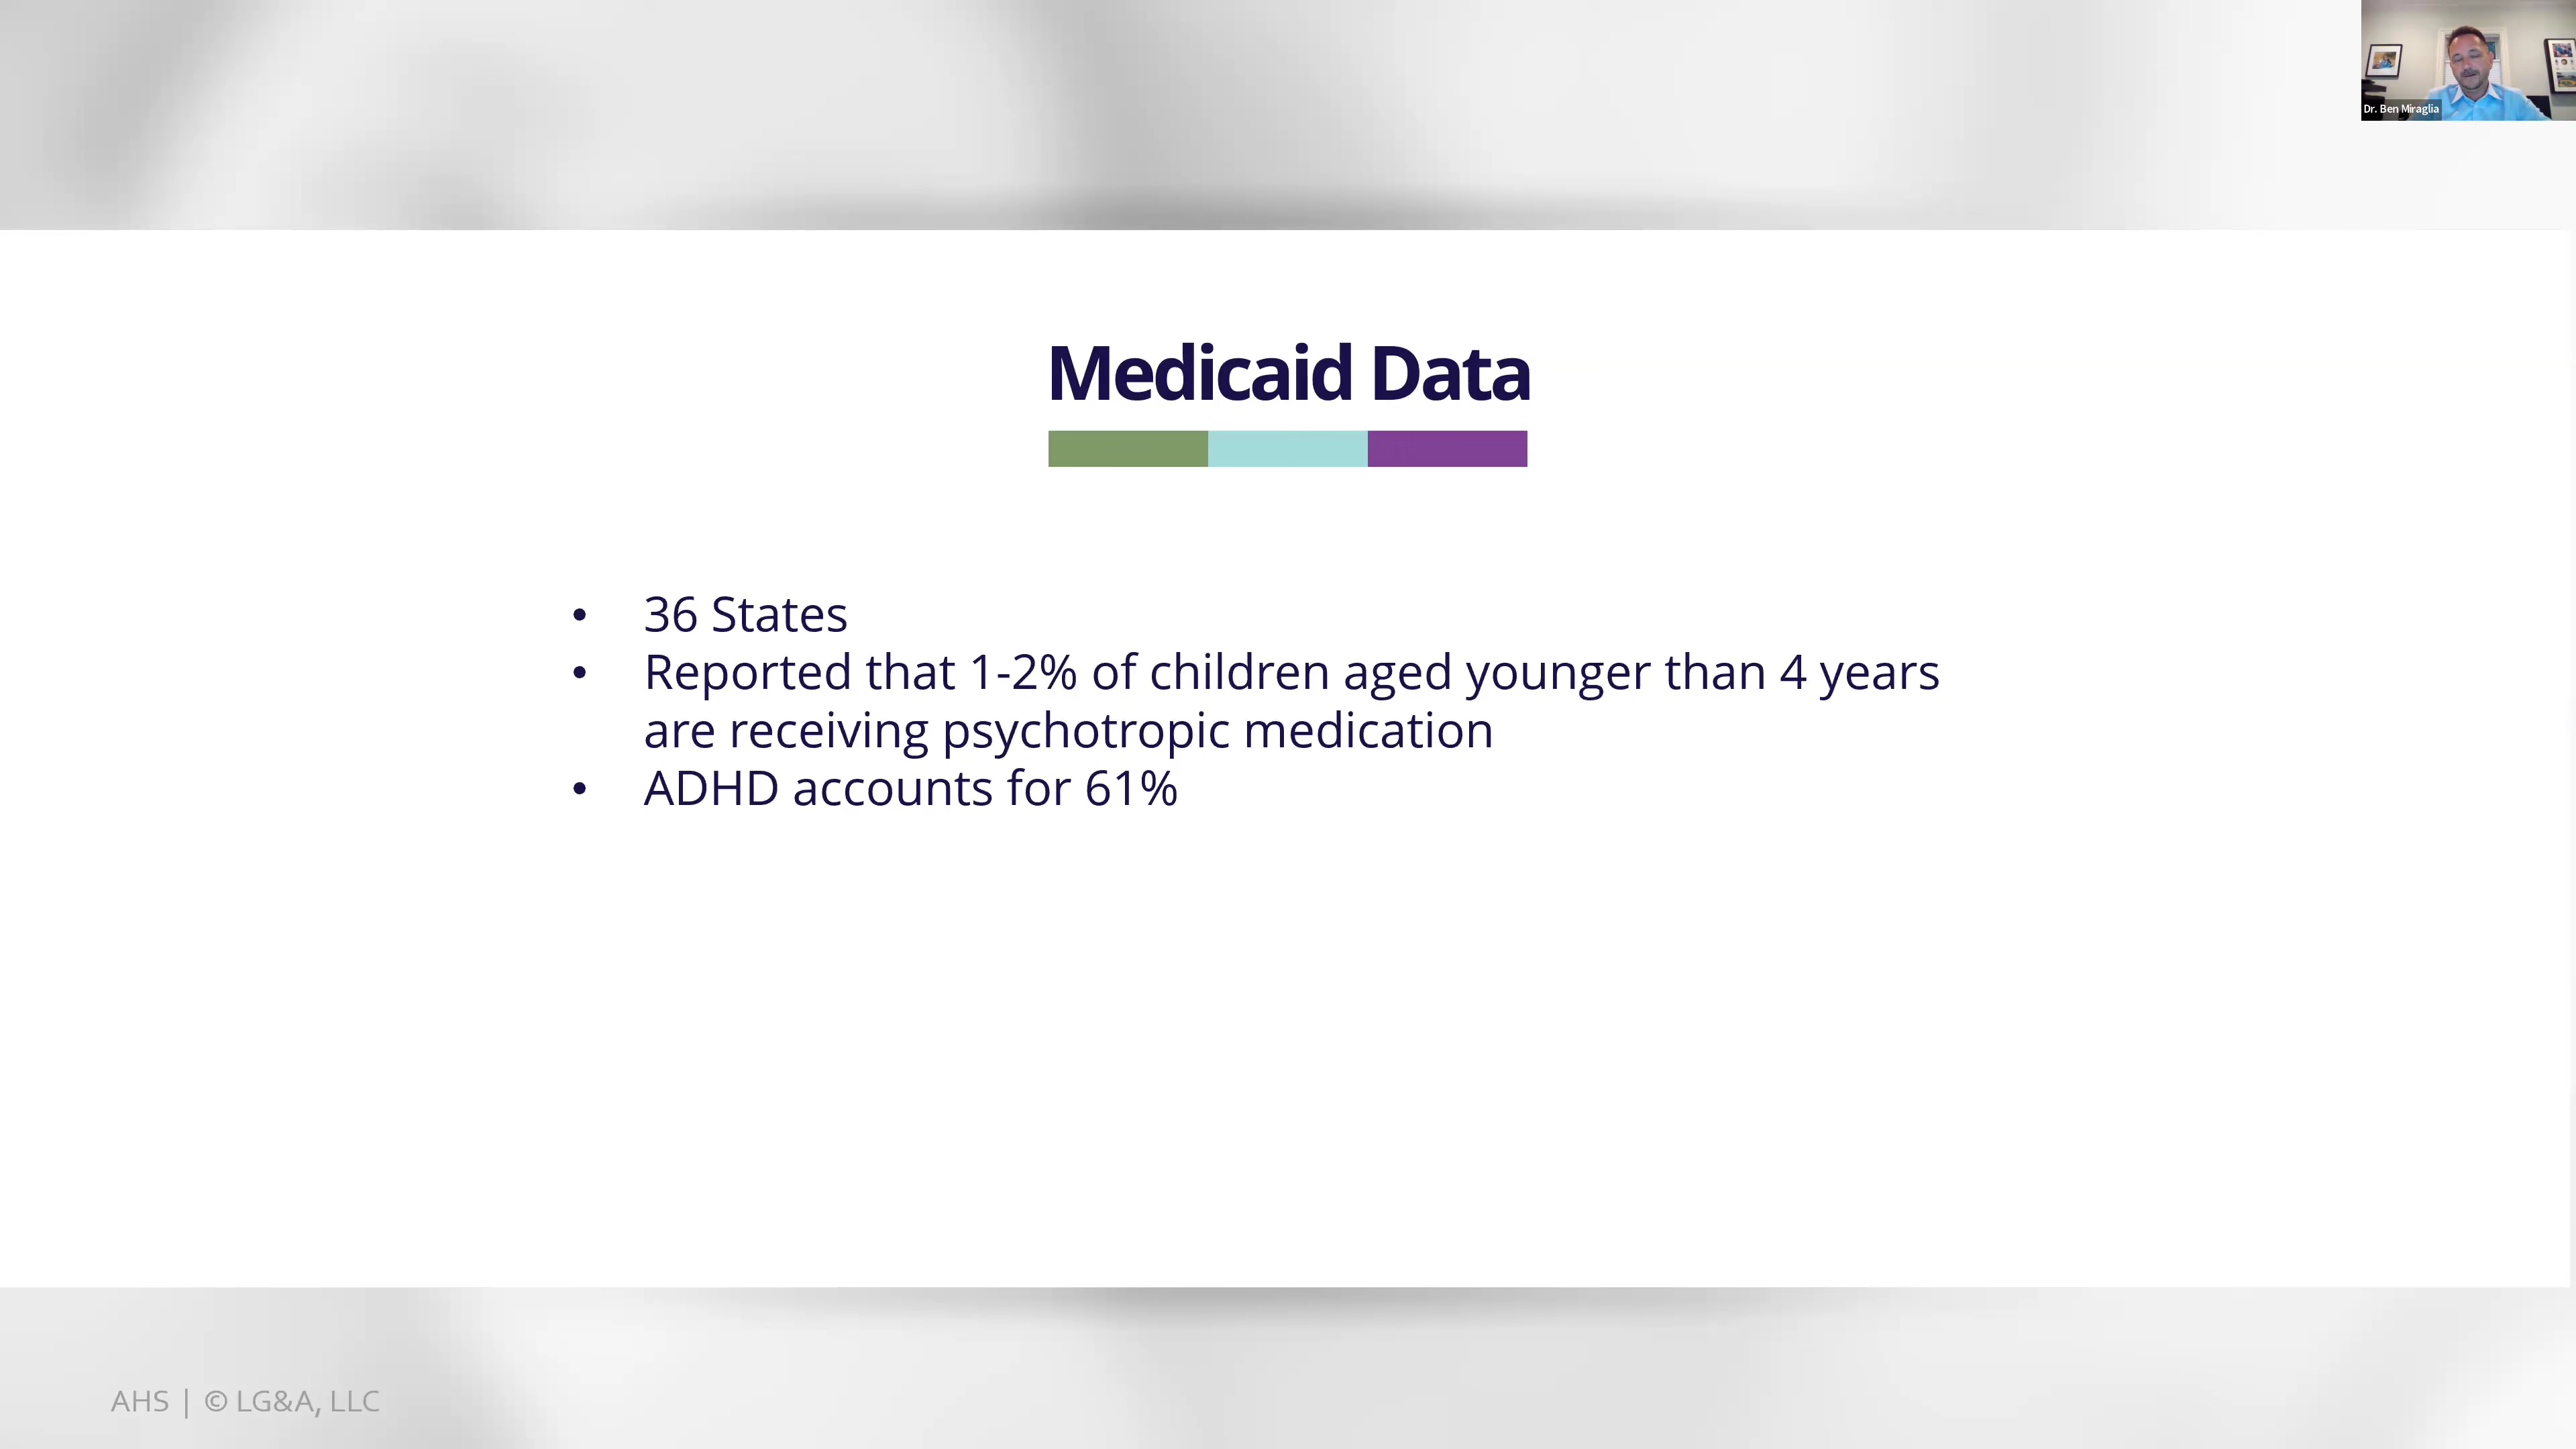 Dr. Ben Miraglia
Medicaid Data
• 36 States
• Reported that 1-2% of children aged younger than 4 years
are receiving psychotropic medication
• ADHD accounts for 61%
AHS | © LG&A, LLC